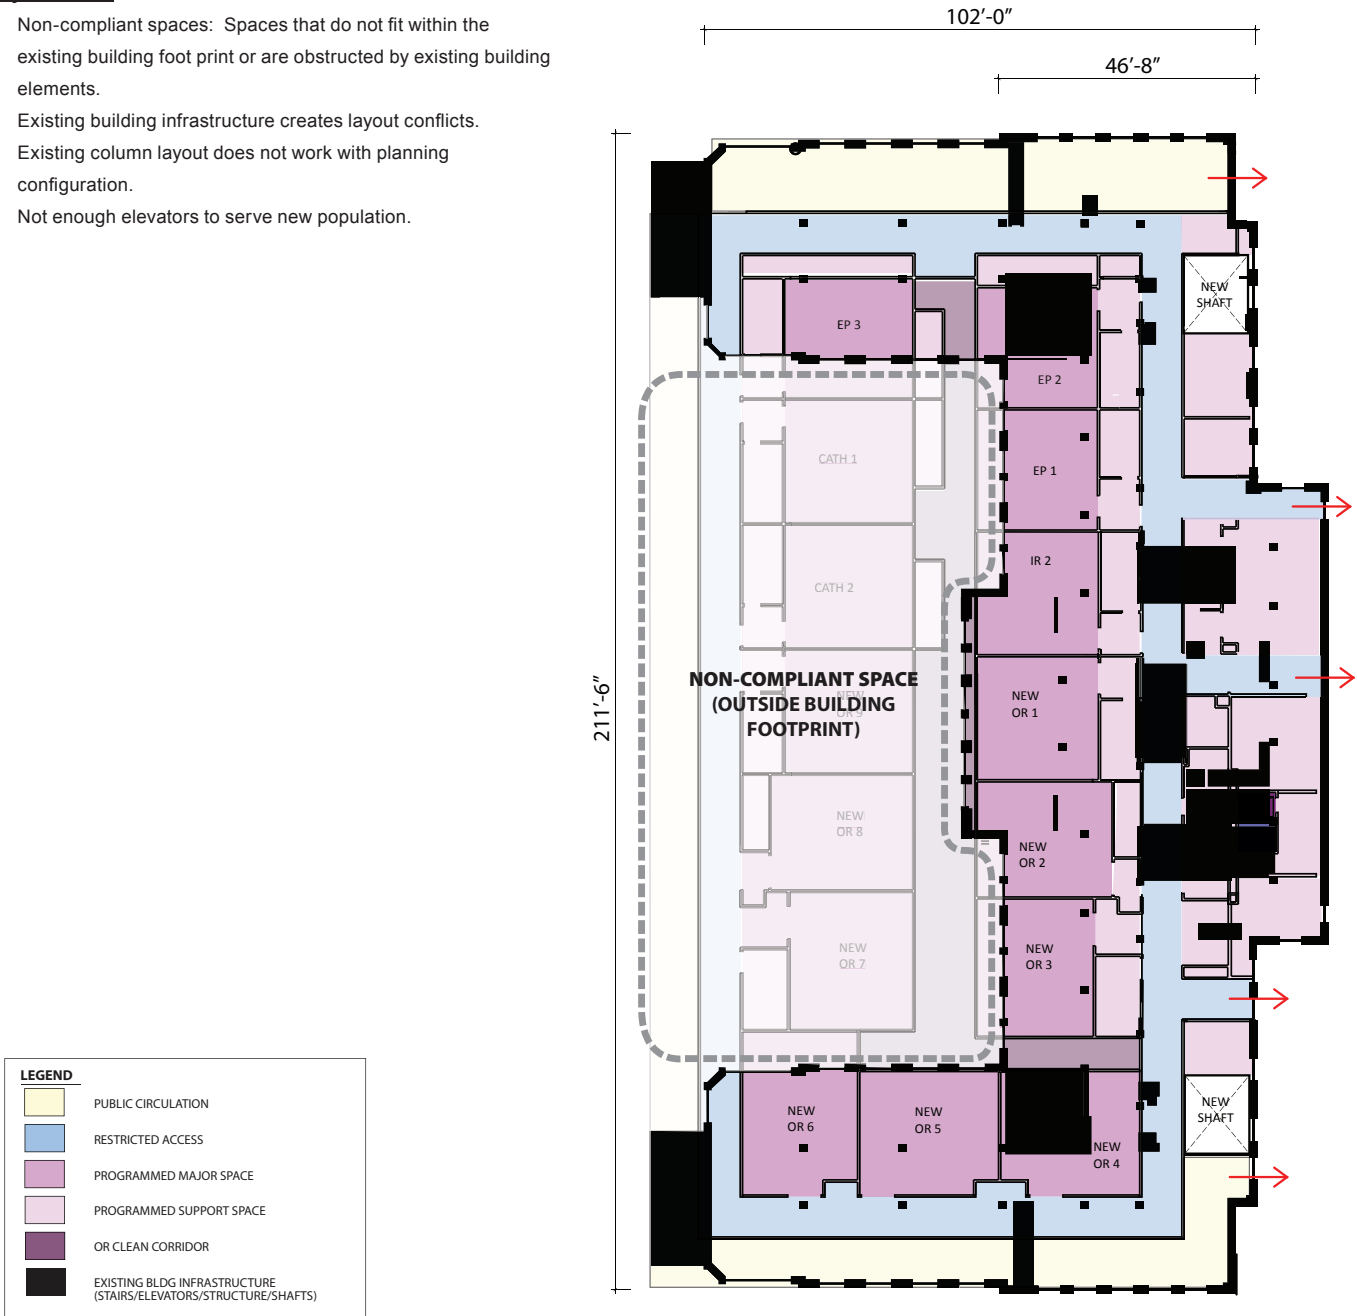 Non-compliant spaces: Spaces that do not fit within the
existing building foot print or are obstructed by existing building
elements.
Existing building infrastructure creates layout conflicts.
Existing column layout does not work with planning
configuration.
Not enough elevators to serve new population.
102'-0"
46'-8"
211'-6"
NEW
SHAFT
EP 3
EP 2
CATH 1
EP 1
IR 2
CATH 2
NON-COMPLIANT SPACE
(OUTSIDE BUILDING
FOOTPRINT)
NEW
OR 9
NEW
OR 1
NEW
OR 8
NEW
OR 2
NEW
OR 7
NEW
OR 3
NEW
OR 6
NEW
OR 5
NEW
OR 4
NEW
SHAFT
LEGEND
PUBLIC CIRCULATION
RESTRICTED ACCESS
PROGRAMMED MAJOR SPACE
PROGRAMMED SUPPORT SPACE
OR CLEAN CORRIDOR
EXISTING BLDG INFRASTRUCTURE
(STAIRS/ELEVATORS/STRUCTURE/SHAFTS)